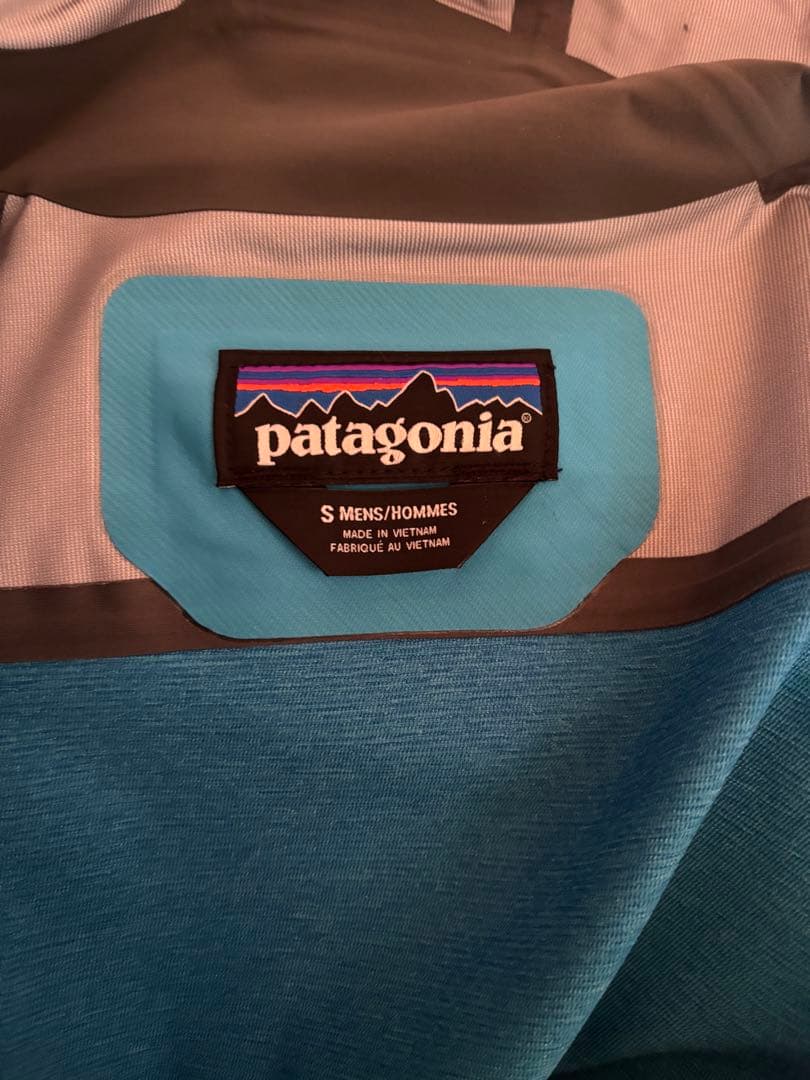 patagonia®
S MENS/HOMMES
MADE IN VIETNAM
FABRIQUÉ AU VIETNAM